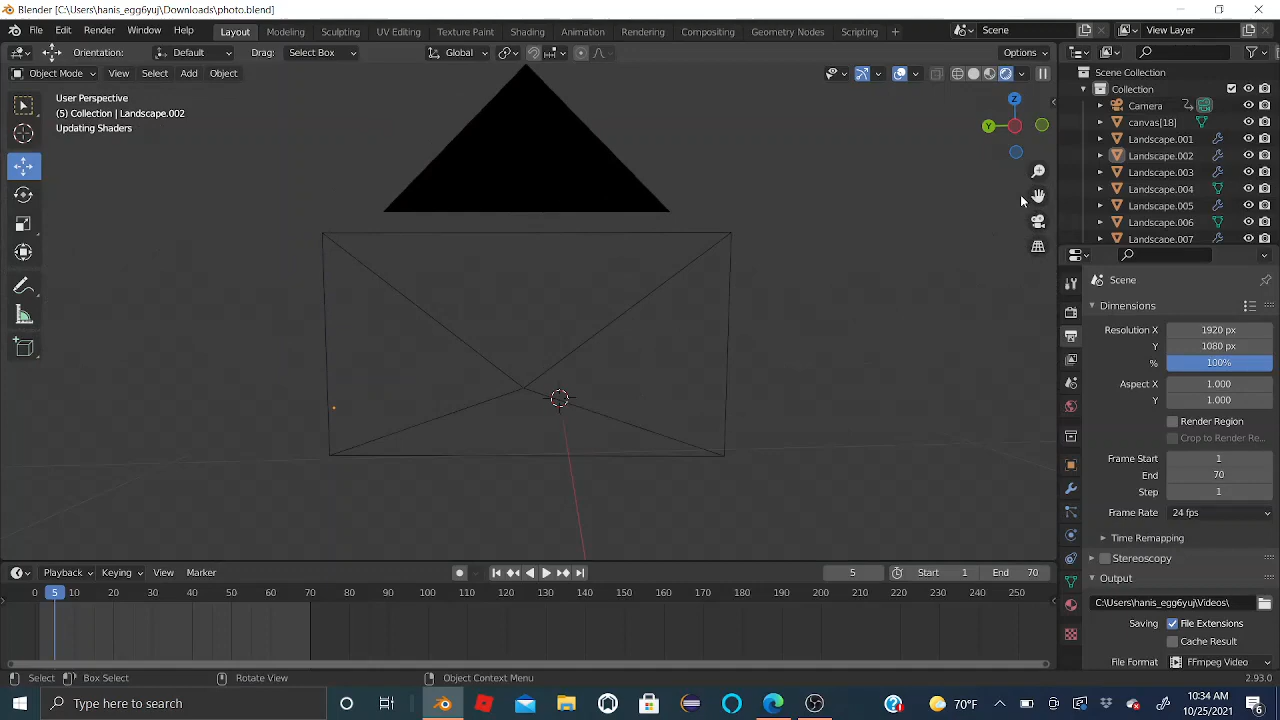 Blender [C:\Users\hanis_egg6yuj\Downloads\photo.blend]
File Edit Render Window Help Layout Modeling Sculpting UV Editing Texture Paint Shading Animation Rendering Compositing Geometry Nodes Scripting + Scene View Layer
Orientation: Default Drag: Select Box Global Options
Object Mode View Select Add Object
User Perspective
(5) Collection | Landscape.002
Updating Shaders
Z
Y
Scene Collection
Collection
Camera
canvas[18]
Landscape.001
Landscape.002
Landscape.003
Landscape.004
Landscape.005
Landscape.006
Landscape.007
Scene
Dimensions
Resolution X 1920 px
Y 1080 px
% 100%
Aspect X 1.000
Y 1.000
Render Region
Crop to Render Re...
Frame Start 1
End 70
Step 1
Frame Rate 24 fps
Time Remapping
Stereoscopy
Output
C:\Users\hanis_egg6yuj\Videos\
Saving File Extensions
Cache Result
File Format FFmpeg Video
Playback Keying View Marker 5 Start 1 End 70
0 5 10 20 30 40 50 60 70 80 90 100 110 120 130 140 150 160 170 180 190 200 210 220 230 240 250
Select Box Select Rotate View Object Context Menu 2.93.0
Type here to search 70°F 10:34 AM
10/25/2021 6